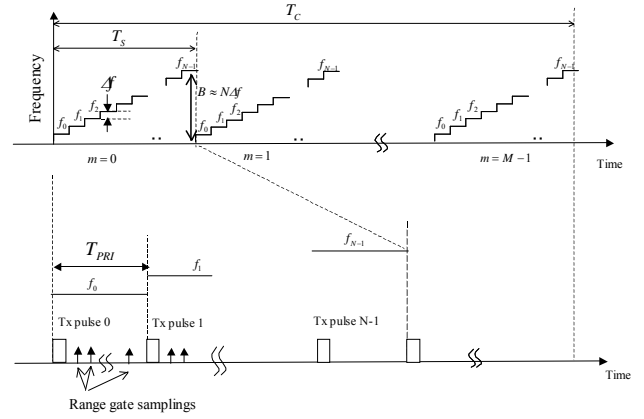 T_C
T_S
Frequency
Δf
f_0 f_1 f_2 f_{N-1}
B ≈ NΔf
f_0 f_1 f_2 f_{N-1}
f_0 f_1 f_2 f_{N-1}
.. .. ..
m = 0 m = 1 m = M − 1
Time
T_{PRI}
f_0 f_1 f_{N-1}
Tx pulse 0 Tx pulse 1 Tx pulse N-1
Time
Range gate samplings